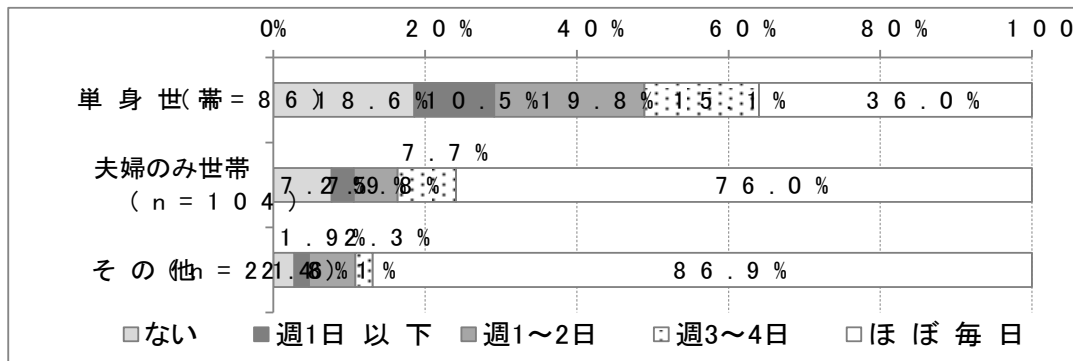 0% 20% 40% 60% 80% 100
単身世帯(n=86) 18.6% 10.5% 19.8% 15.1% 36.0%
7.7%
夫婦のみ世帯
(n=104) 76.0%
1.9% 2.3%
その他(n=221) 86.9%
ない 週1日以下 週1～2日 週3～4日 ほぼ毎日